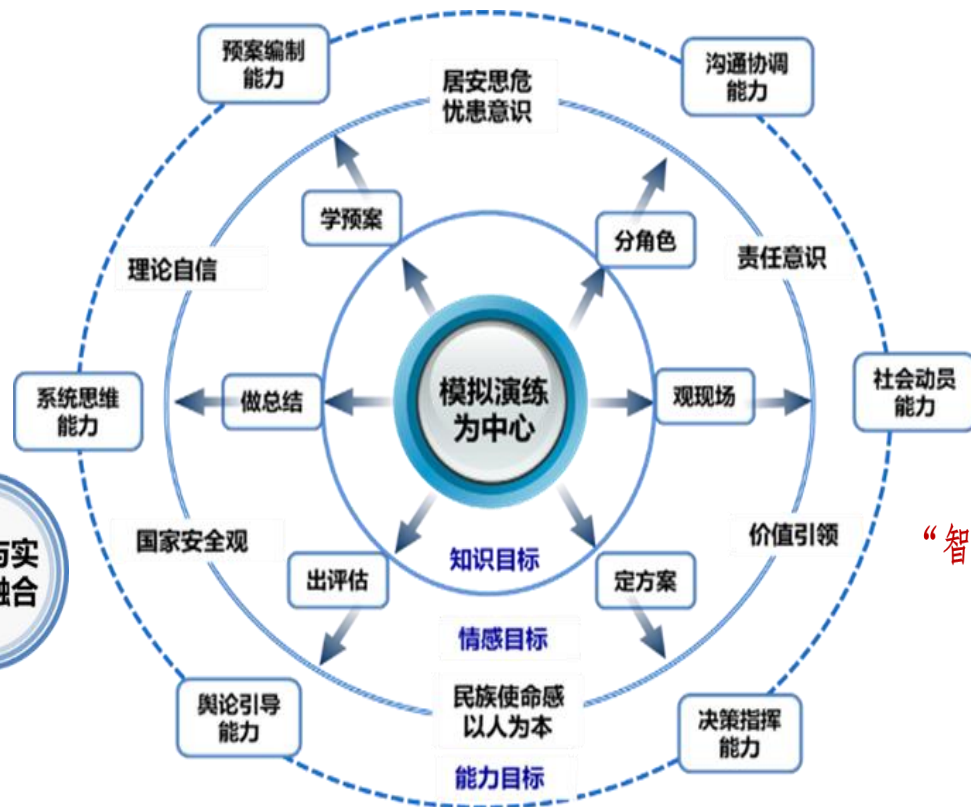 预案编制
能力
沟通协调
能力
居安思危
忧患意识
学预案
分角色
理论自信
责任意识
系统思维
能力
做总结
模拟演练
为中心
观现场
社会动员
能力
国家安全观
价值引领
“智
与实
融合
知识目标
出评估
定方案
情感目标
民族使命感
以人为本
舆论引导
能力
决策指挥
能力
能力目标